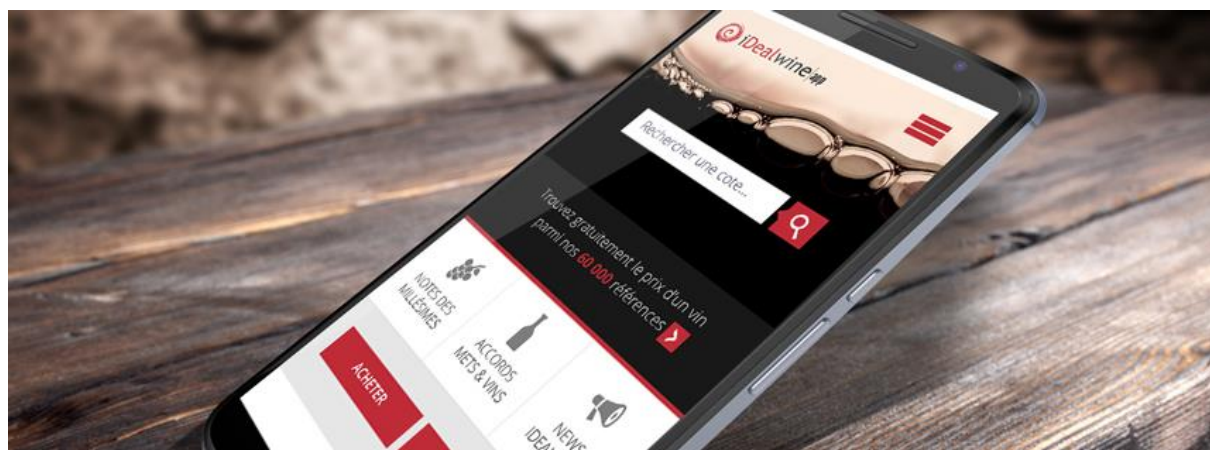 iDealwine
Rechercher une cote...
Trouvez gratuitement le prix d'un vin
parmi nos 60 000 références
NOTES DES
MILLÉSIMES
ACCORDS
METS & VINS
NEWS
ACHETER